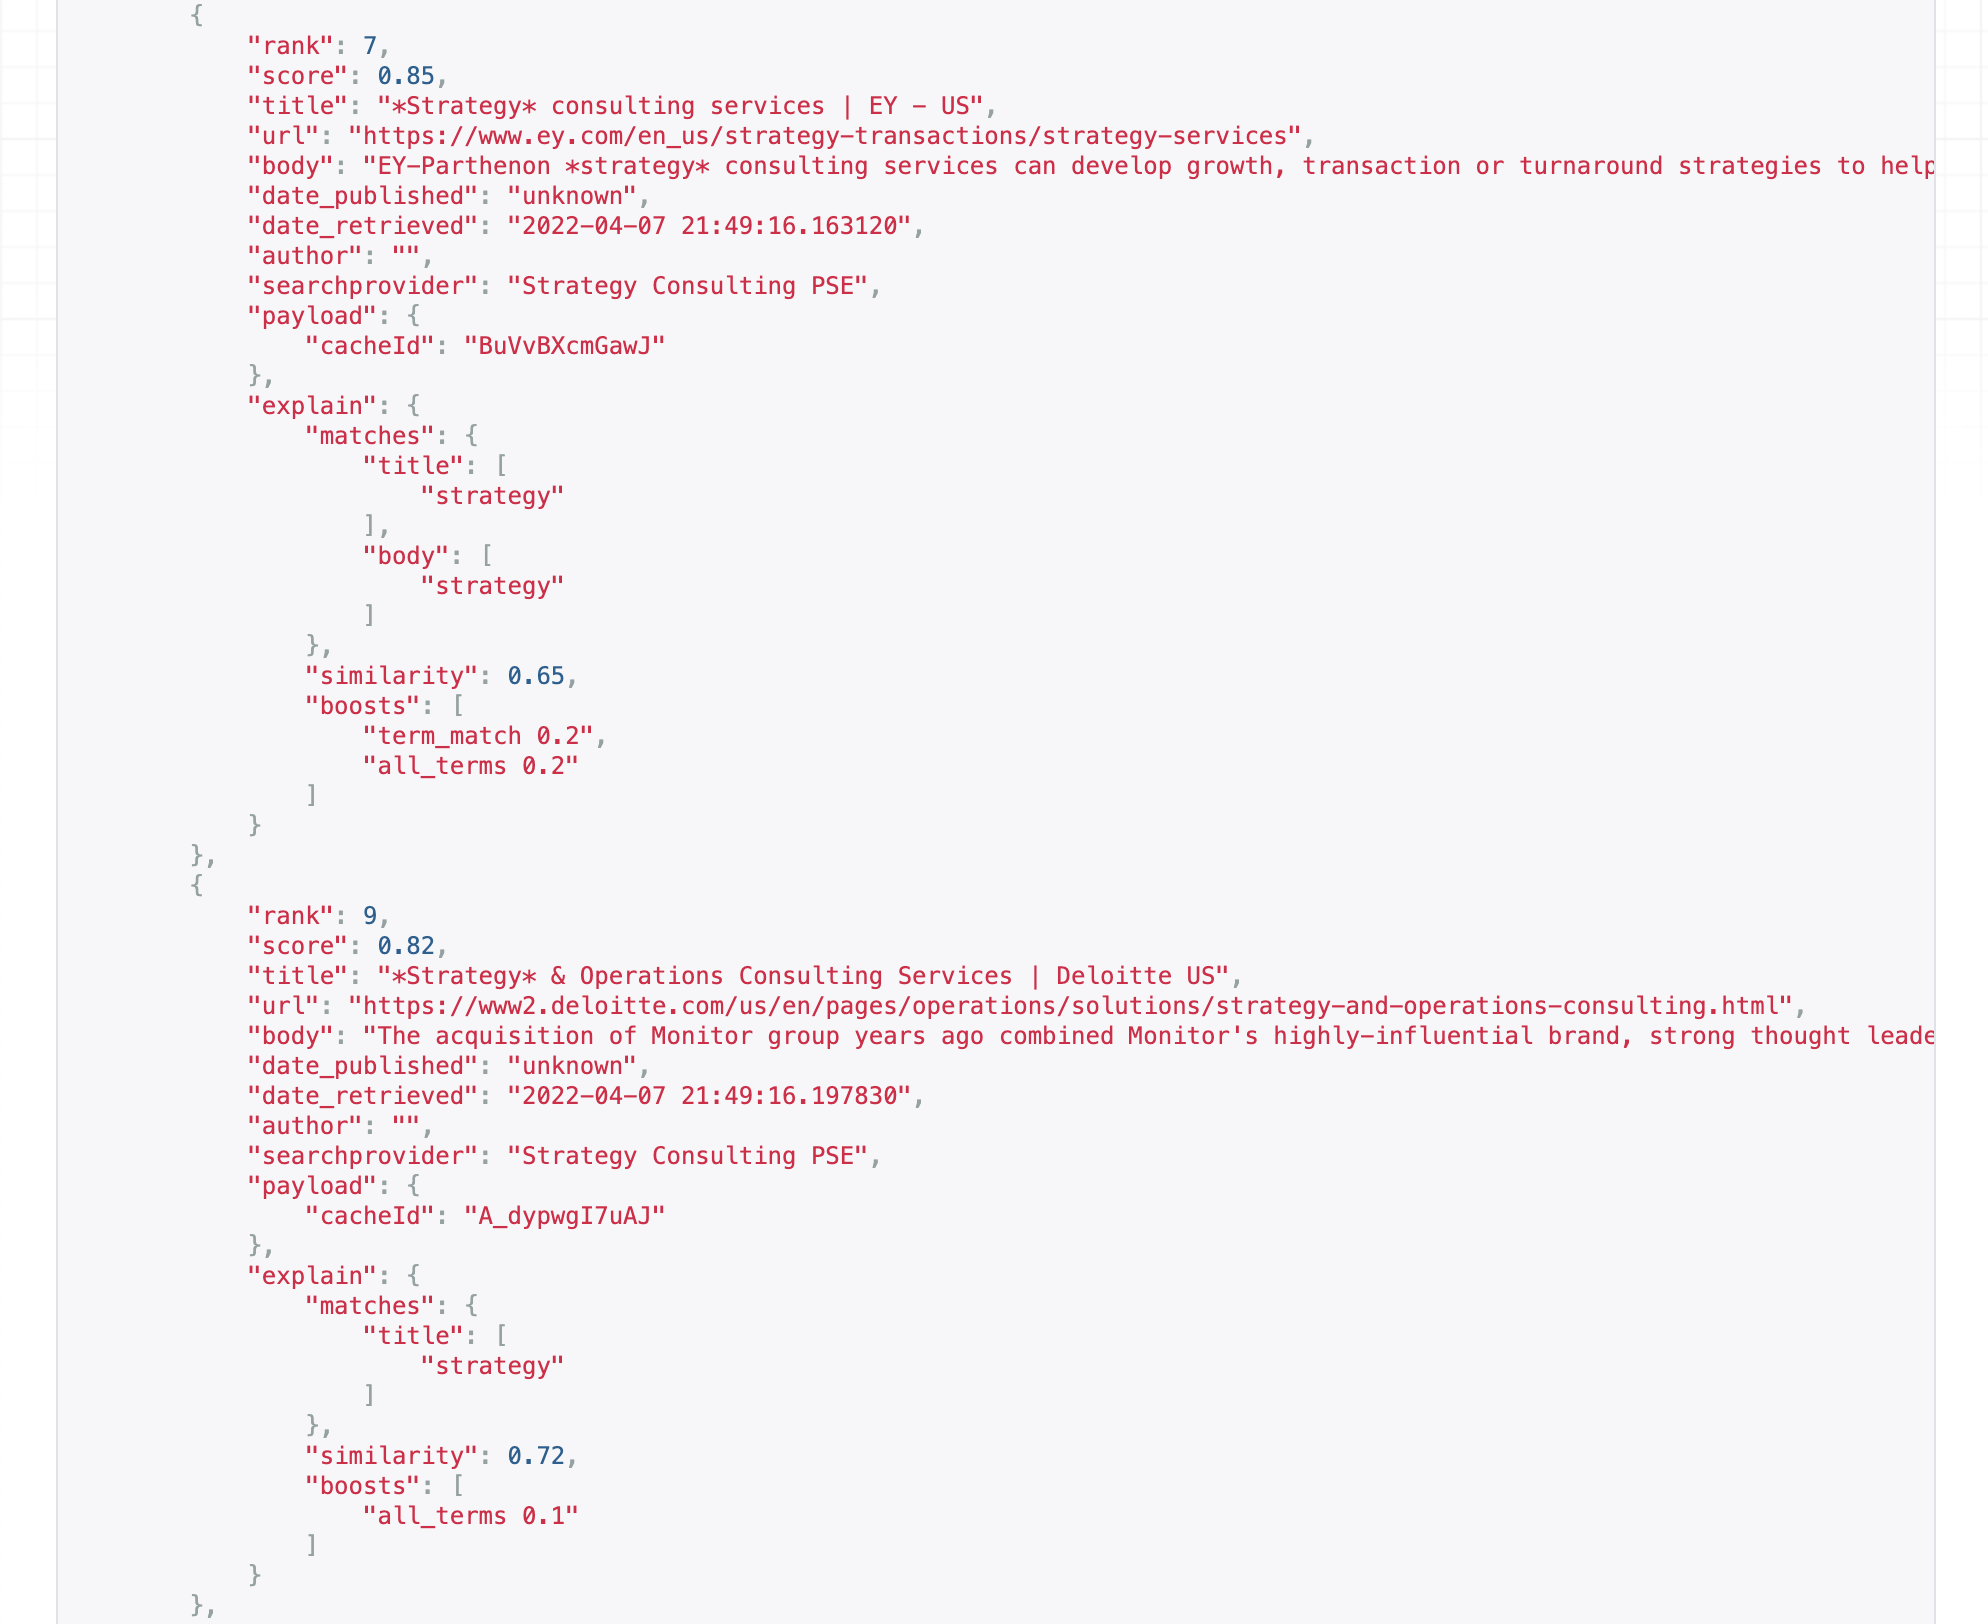 {
"rank": 7,
"score": 0.85,
"title": "*Strategy* consulting services | EY – US",
"url": "https://www.ey.com/en_us/strategy-transactions/strategy-services",
"body": "EY-Parthenon *strategy* consulting services can develop growth, transaction or turnaround strategies to help
"date_published": "unknown",
"date_retrieved": "2022-04-07 21:49:16.163120",
"author": "",
"searchprovider": "Strategy Consulting PSE",
"payload": {
"cacheId": "BuVvBXcmGawJ"
},
"explain": {
"matches": {
"title": [
"strategy"
],
"body": [
"strategy"
]
},
"similarity": 0.65,
"boosts": [
"term_match 0.2",
"all_terms 0.2"
]
}
},
{
"rank": 9,
"score": 0.82,
"title": "*Strategy* & Operations Consulting Services | Deloitte US",
"url": "https://www2.deloitte.com/us/en/pages/operations/solutions/strategy-and-operations-consulting.html",
"body": "The acquisition of Monitor group years ago combined Monitor's highly-influential brand, strong thought leade
"date_published": "unknown",
"date_retrieved": "2022-04-07 21:49:16.197830",
"author": "",
"searchprovider": "Strategy Consulting PSE",
"payload": {
"cacheId": "A_dypwgI7uAJ"
},
"explain": {
"matches": {
"title": [
"strategy"
]
},
"similarity": 0.72,
"boosts": [
"all_terms 0.1"
]
}
},